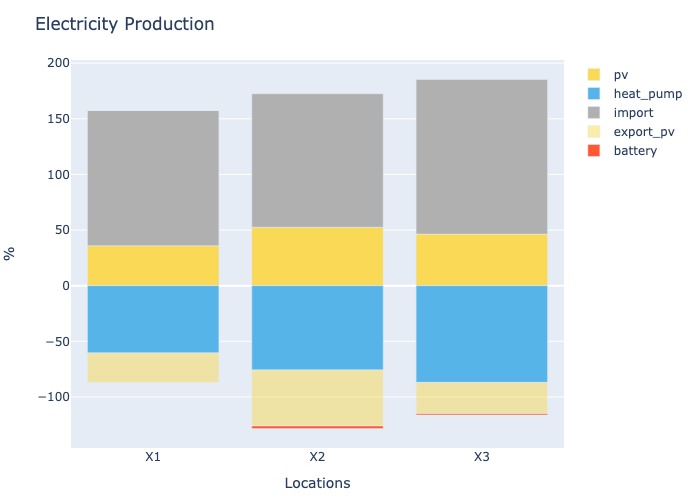 Electricity Production
200
150
100
50
0
−50
−100
%
X1
X2
X3
Locations
pv
heat_pump
import
export_pv
battery